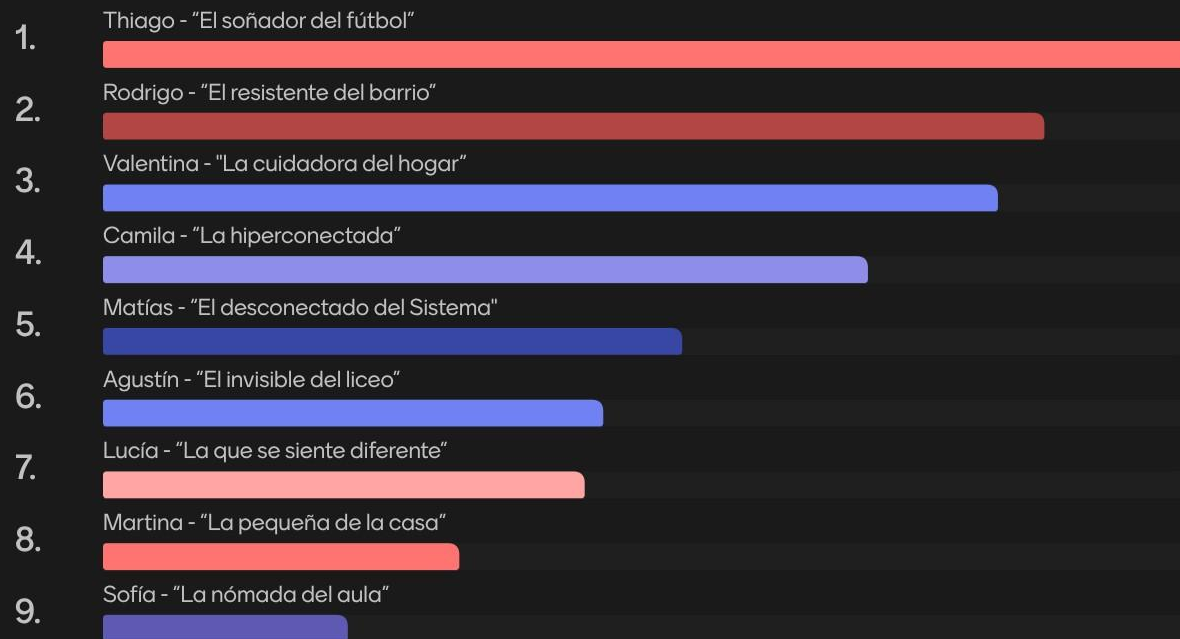 1. Thiago - “El soñador del fútbol”
2. Rodrigo - “El resistente del barrio”
3. Valentina - "La cuidadora del hogar”
4. Camila - “La hiperconectada”
5. Matías - “El desconectado del Sistema"
6. Agustín - “El invisible del liceo”
7. Lucía - “La que se siente diferente”
8. Martina - “La pequeña de la casa”
9. Sofía - “La nómada del aula”